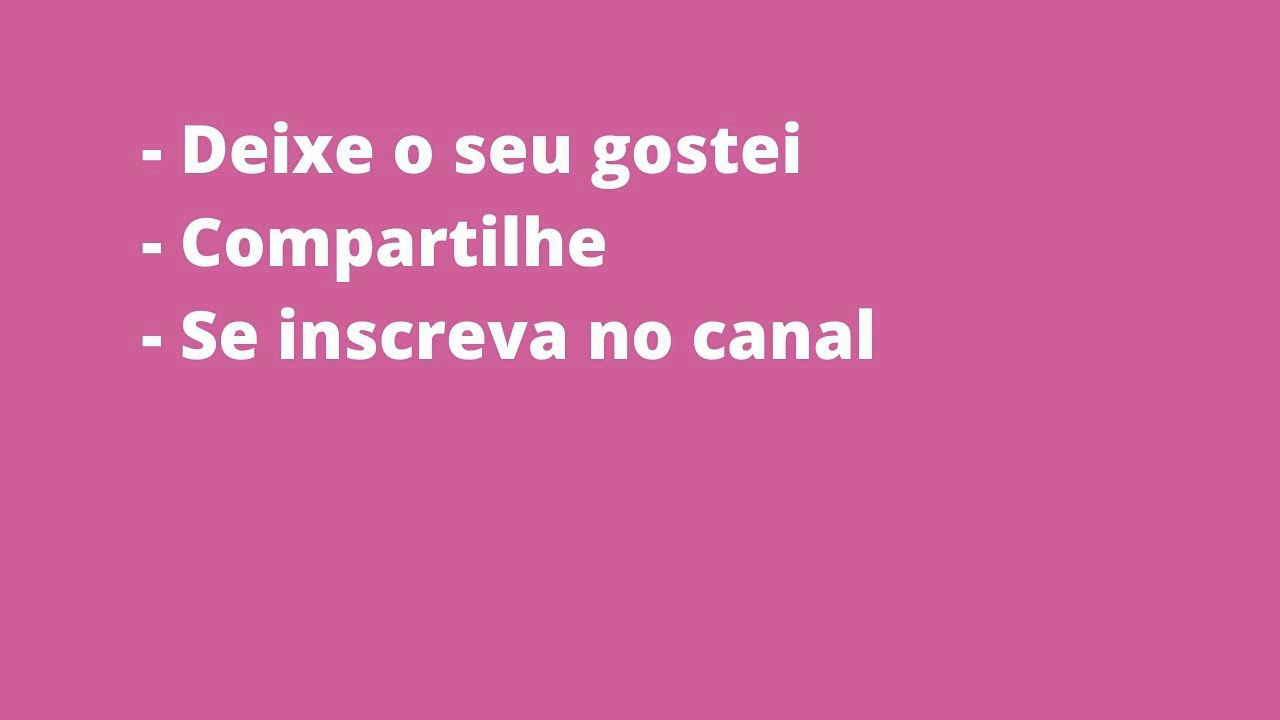 - Deixe o seu gostei
- Compartilhe
- Se inscreva no canal